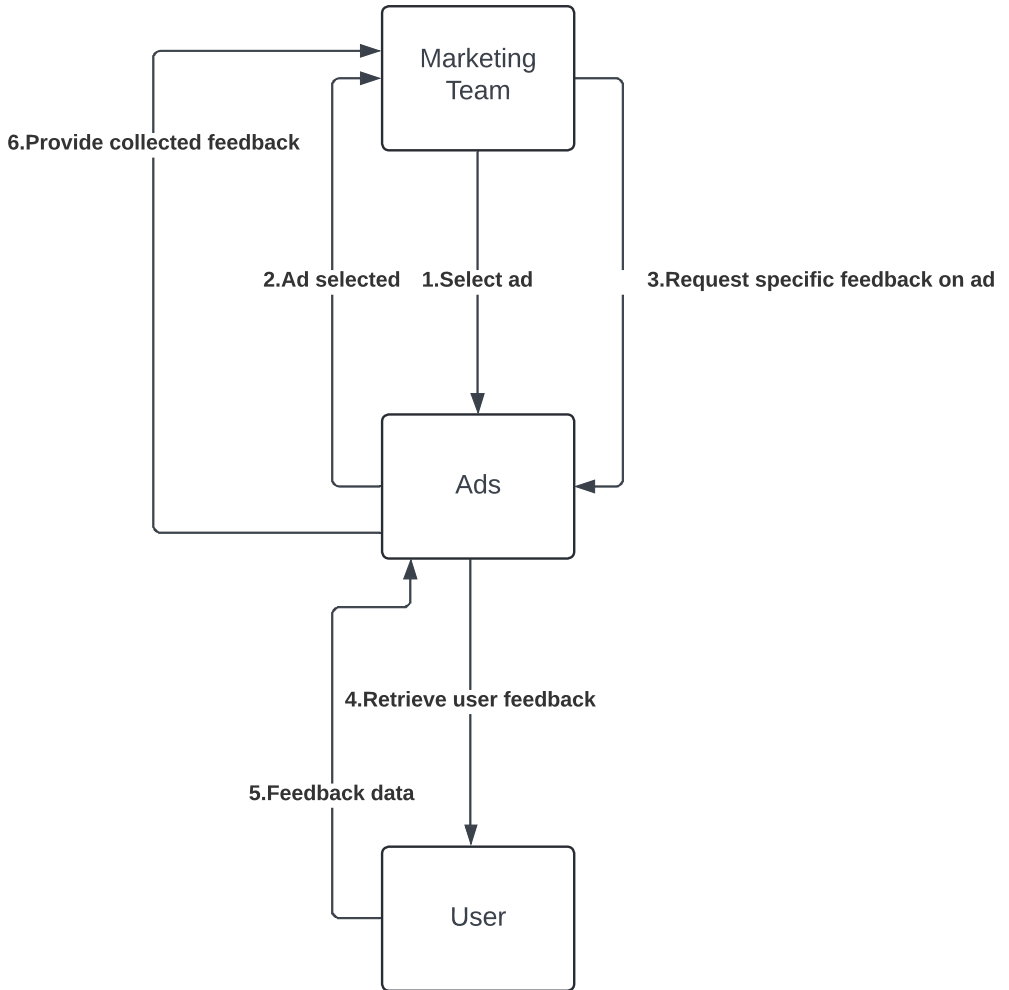 Marketing
Team
6.Provide collected feedback
2.Ad selected
1.Select ad
3.Request specific feedback on ad
Ads
4.Retrieve user feedback
5.Feedback data
User